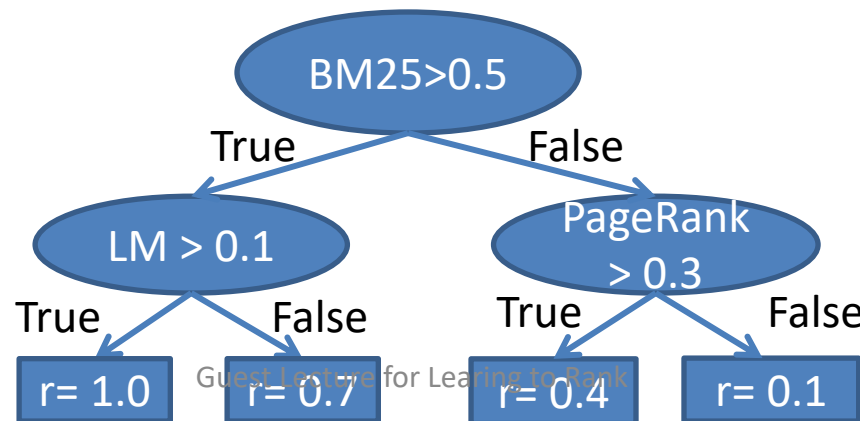 BM25>0.5
True
False
LM > 0.1
PageRank
> 0.3
True
False
True
False
r= 1.0
r= 0.7
r= 0.4
r= 0.1
Guest Lecture for Learing to Rank